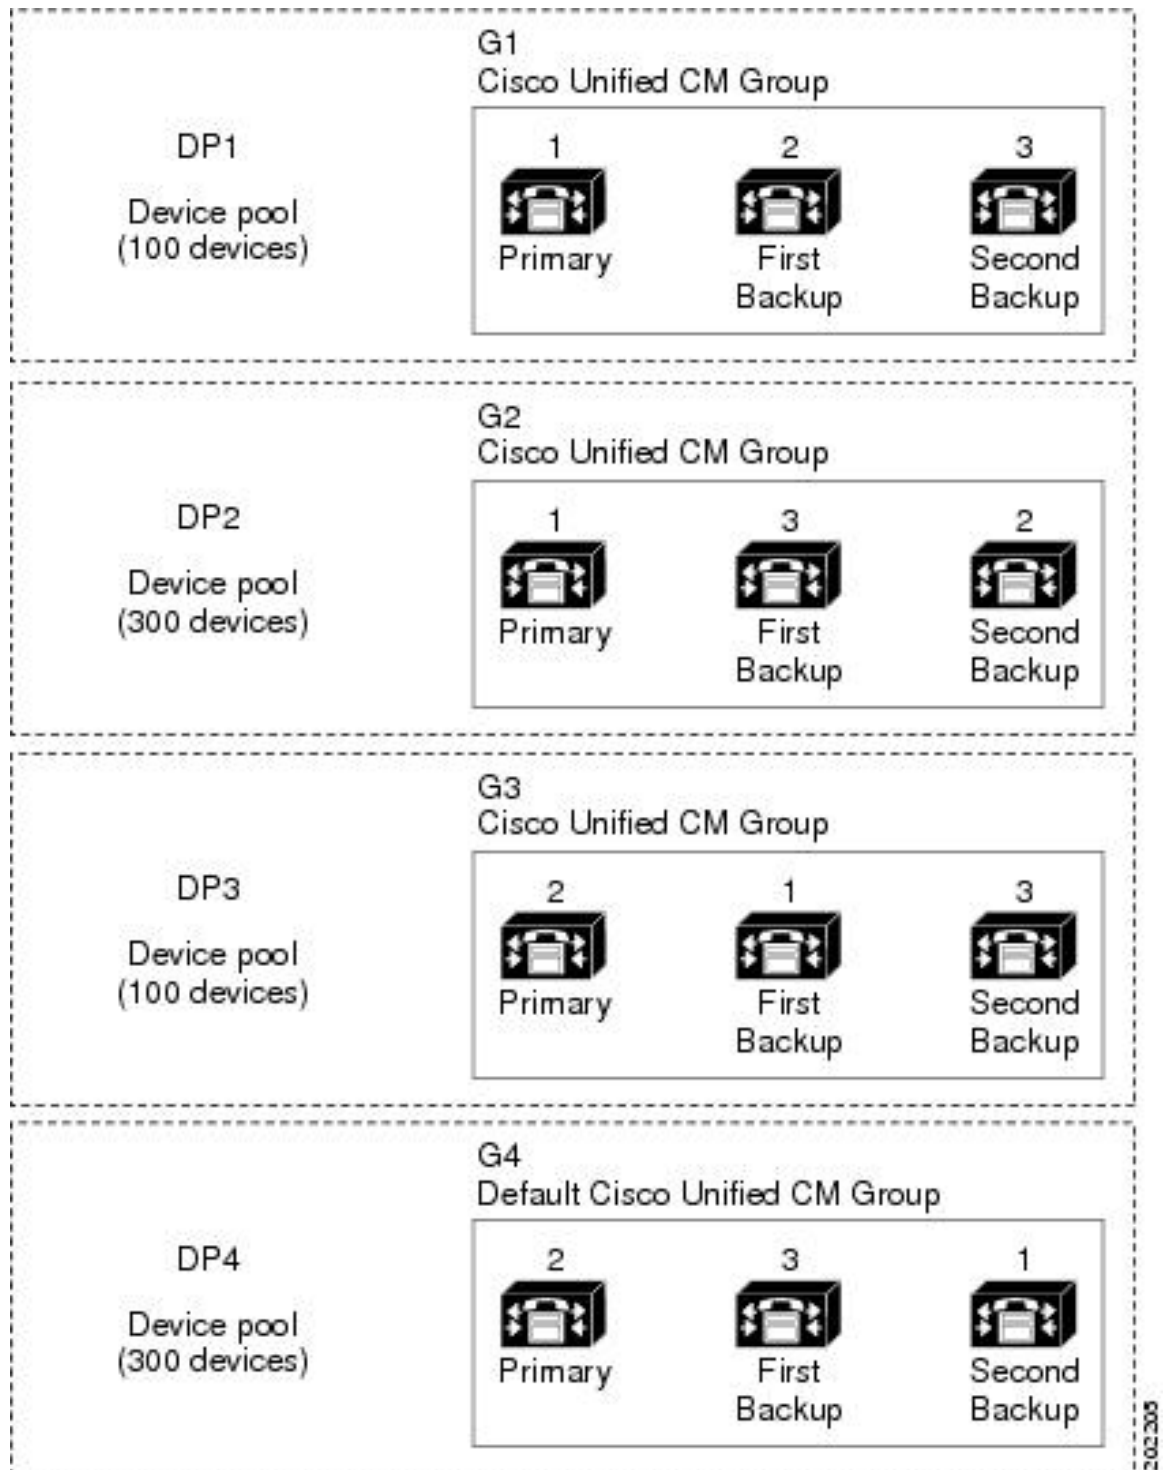 G1
Cisco Unified CM Group
DP1
Device pool
(100 devices)
1 2 3
Primary First Backup Second Backup
G2
Cisco Unified CM Group
DP2
Device pool
(300 devices)
1 3 2
Primary First Backup Second Backup
G3
Cisco Unified CM Group
DP3
Device pool
(100 devices)
2 1 3
Primary First Backup Second Backup
G4
Default Cisco Unified CM Group
DP4
Device pool
(300 devices)
2 3 1
Primary First Backup Second Backup
202205